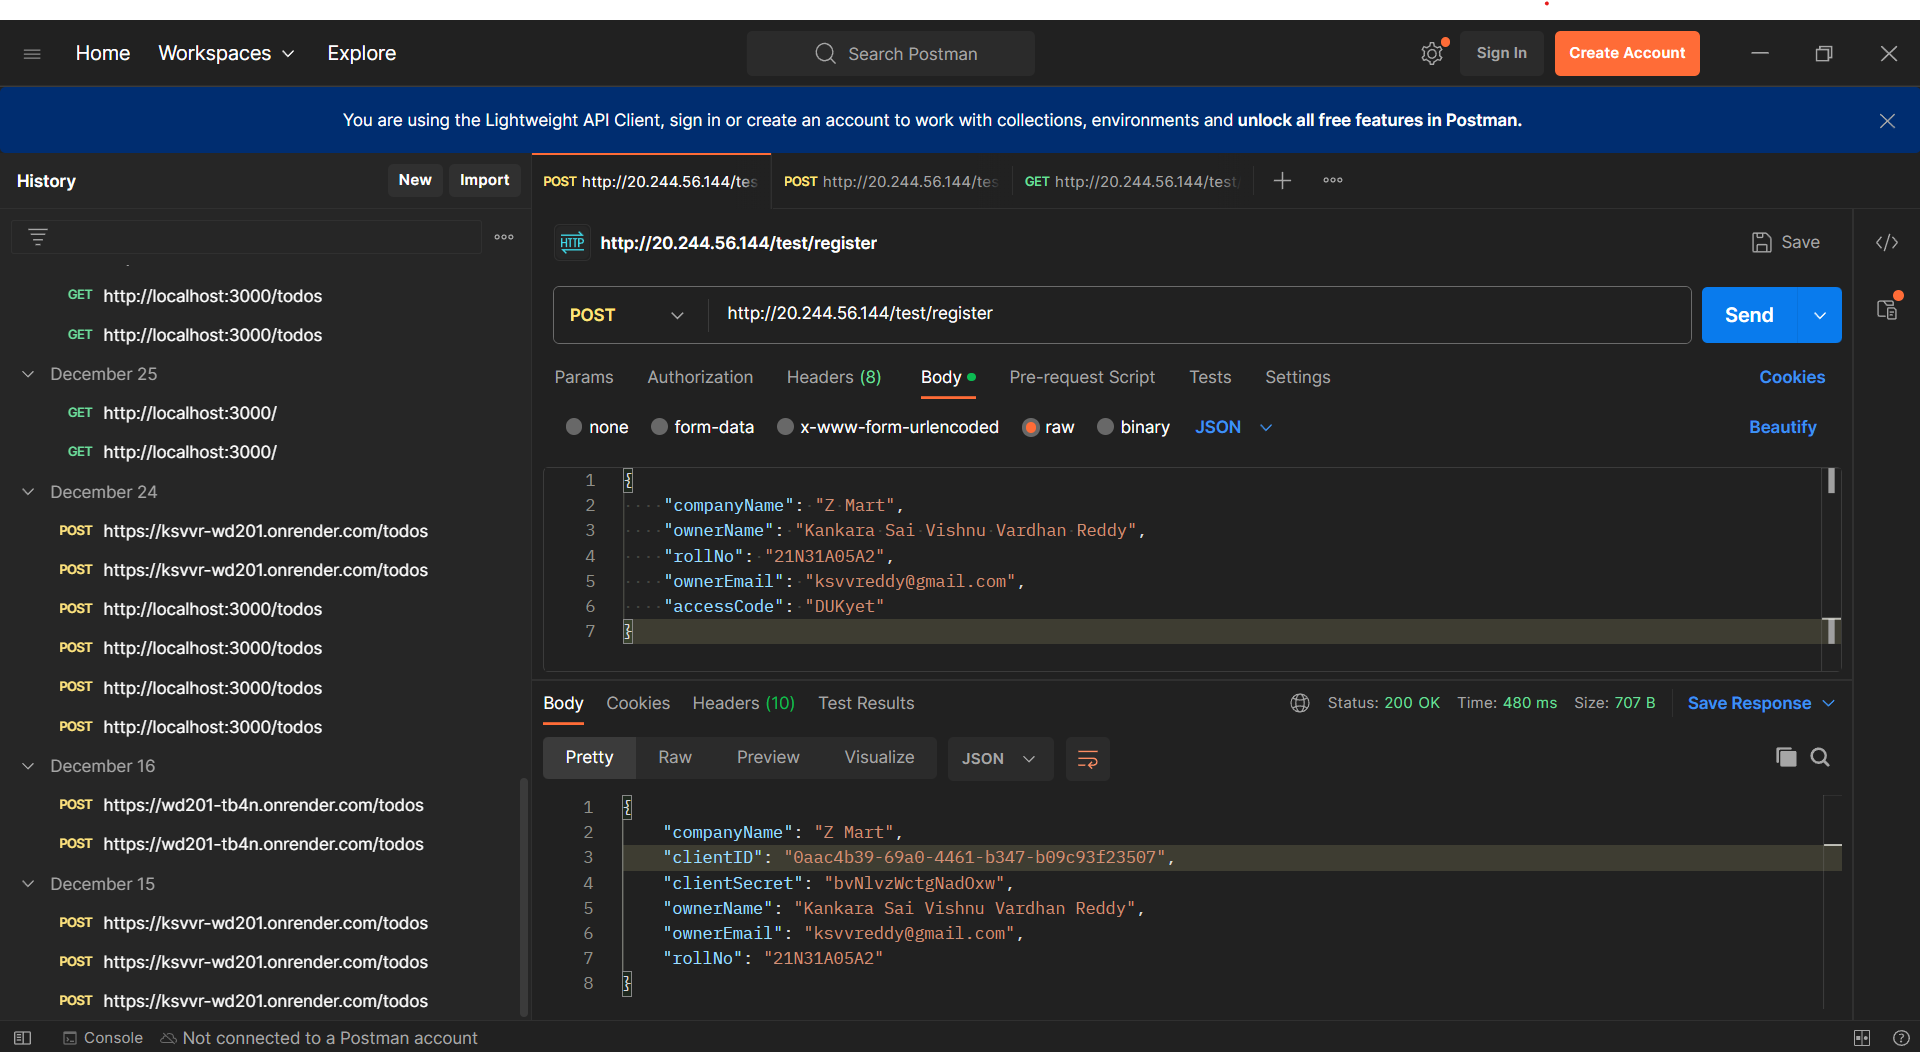 Home Workspaces Explore Search Postman Sign In Create Account
You are using the Lightweight API Client, sign in or create an account to work with collections, environments and unlock all free features in Postman.
History New Import
GET http://localhost:3000/todos
GET http://localhost:3000/todos
December 25
GET http://localhost:3000/
GET http://localhost:3000/
December 24
POST https://ksvvr-wd201.onrender.com/todos
POST https://ksvvr-wd201.onrender.com/todos
POST http://localhost:3000/todos
POST http://localhost:3000/todos
POST http://localhost:3000/todos
POST http://localhost:3000/todos
December 16
POST https://wd201-tb4n.onrender.com/todos
POST https://wd201-tb4n.onrender.com/todos
December 15
POST https://ksvvr-wd201.onrender.com/todos
POST https://ksvvr-wd201.onrender.com/todos
POST https://ksvvr-wd201.onrender.com/todos
POST http://20.244.56.144/tes POST http://20.244.56.144/tes GET http://20.244.56.144/test/
HTTP http://20.244.56.144/test/register Save
POST http://20.244.56.144/test/register Send
Params Authorization Headers (8) Body Pre-request Script Tests Settings Cookies
none form-data x-www-form-urlencoded raw binary JSON Beautify
1 {
2 "companyName": "Z Mart",
3 "ownerName": "Kankara Sai Vishnu Vardhan Reddy",
4 "rollNo": "21N31A05A2",
5 "ownerEmail": "ksvvreddy@gmail.com",
6 "accessCode": "DUKyet"
7 }
Body Cookies Headers (10) Test Results Status: 200 OK Time: 480 ms Size: 707 B Save Response
Pretty Raw Preview Visualize JSON
1 {
2 "companyName": "Z Mart",
3 "clientID": "0aac4b39-69a0-4461-b347-b09c93f23507",
4 "clientSecret": "bvNlvzWctgNadOxw",
5 "ownerName": "Kankara Sai Vishnu Vardhan Reddy",
6 "ownerEmail": "ksvvreddy@gmail.com",
7 "rollNo": "21N31A05A2"
8 }
Console Not connected to a Postman account